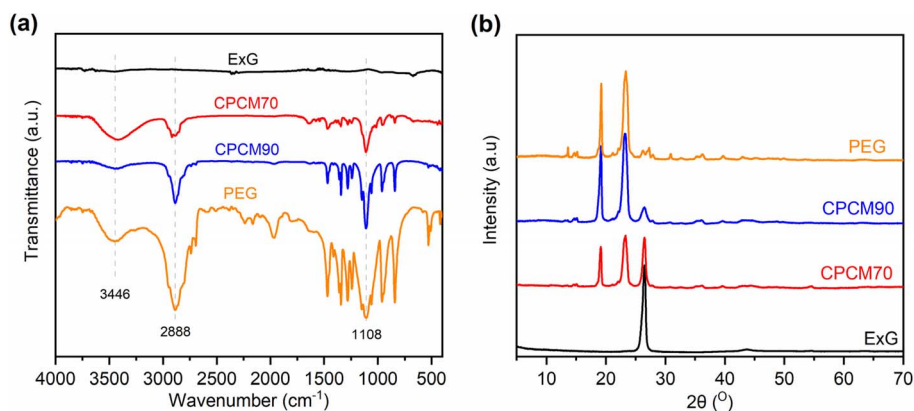 (a)
ExG
CPCM70
CPCM90
PEG
3446
2888
1108
Transmittance (a.u.)
4000 3500 3000 2500 2000 1500 1000 500
Wavenumber (cm⁻¹)
(b)
PEG
CPCM90
CPCM70
ExG
Intensity (a.u)
10 20 30 40 50 60 70
2θ (ᴼ)